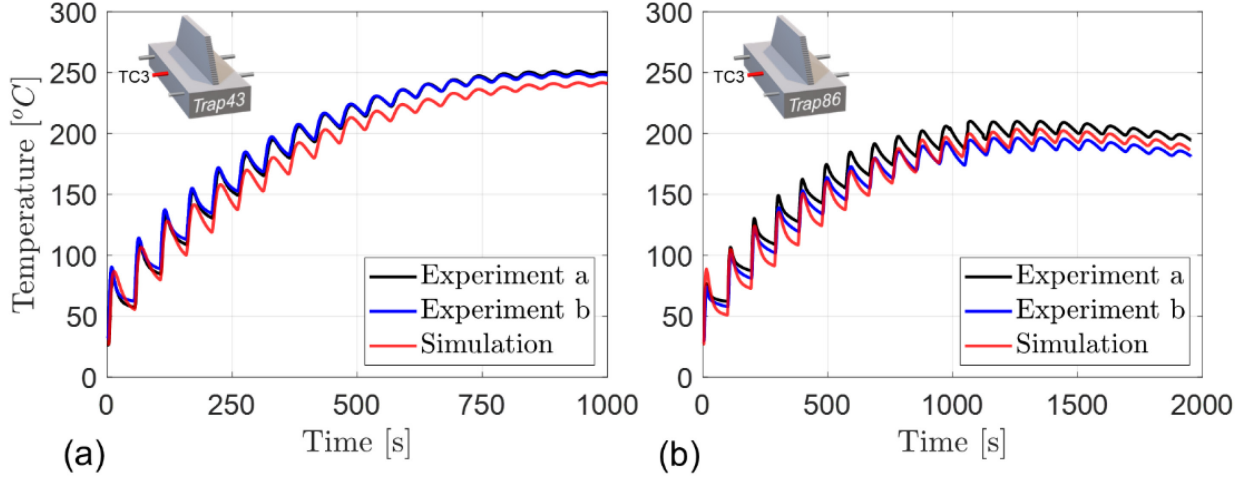 300
250
200
150
100
50
0
Temperature [°C]
TC3
Trap43
Experiment a
Experiment b
Simulation
0 250 500 750 1000
Time [s]
(a)
300
250
200
150
100
50
0
TC3
Trap86
Experiment a
Experiment b
Simulation
0 500 1000 1500 2000
Time [s]
(b)